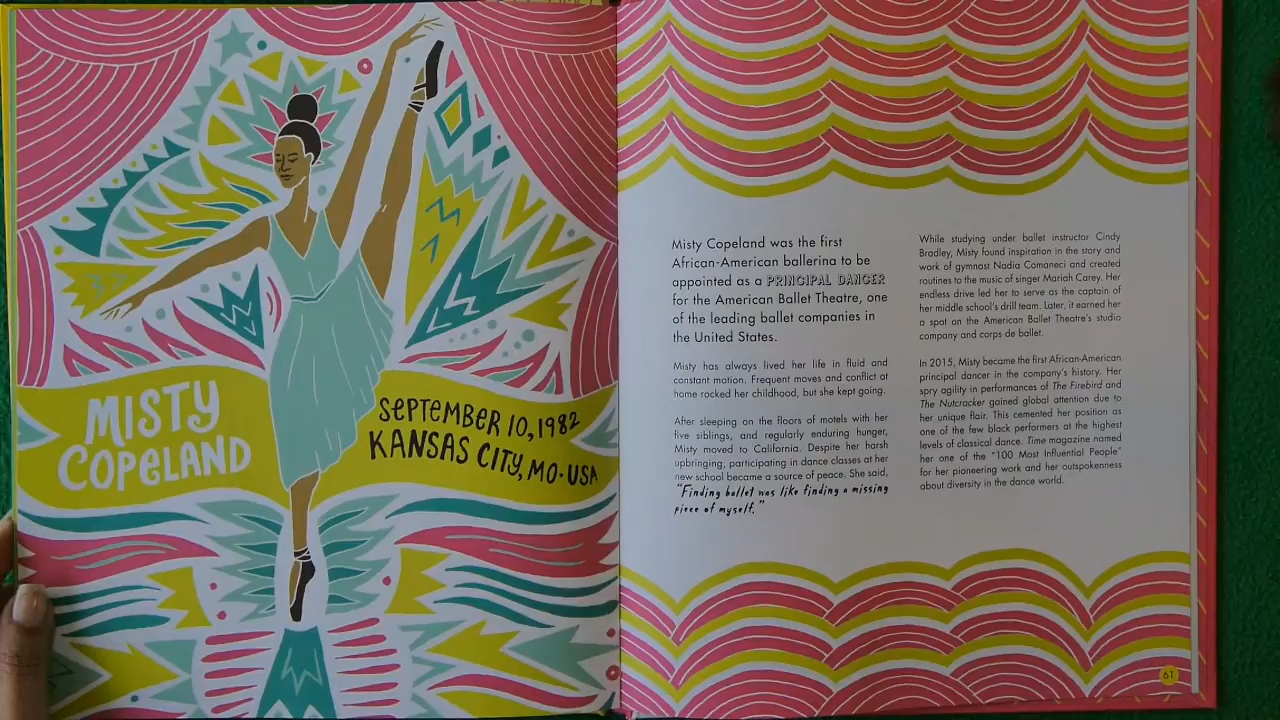 MISTY
COPELAND
SEPTEMBER 10, 1982
KANSAS CITY, MO · USA
Misty Copeland was the first
African-American ballerina to be
appointed as a PRINCIPAL DANCER
for the American Ballet Theatre, one
of the leading ballet companies in
the United States.
Misty has always lived her life in fluid and
constant motion. Frequent moves and conflict at
home rocked her childhood, but she kept going.
After sleeping on the floors of motels with her
five siblings, and regularly enduring hunger,
Misty moved to California. Despite her harsh
upbringing, participating in dance classes at her
new school became a source of peace. She said,
"Finding ballet was like finding a missing
piece of myself."
While studying under ballet instructor Cindy
Bradley, Misty found inspiration in the story and
work of gymnast Nadia Comaneci and created
routines to the music of singer Mariah Carey. Her
endless drive led her to serve as the captain of
her middle school's drill team. Later, it earned her
a spot on the American Ballet Theatre's studio
company and corps de ballet.
In 2015, Misty became the first African-American
principal dancer in the company's history. Her
spry agility in performances of The Firebird and
The Nutcracker gained global attention due to
her unique flair. This cemented her position as
one of the few black performers at the highest
levels of classical dance. Time magazine named
her one of the "100 Most Influential People"
for her pioneering work and her outspokenness
about diversity in the dance world.
61